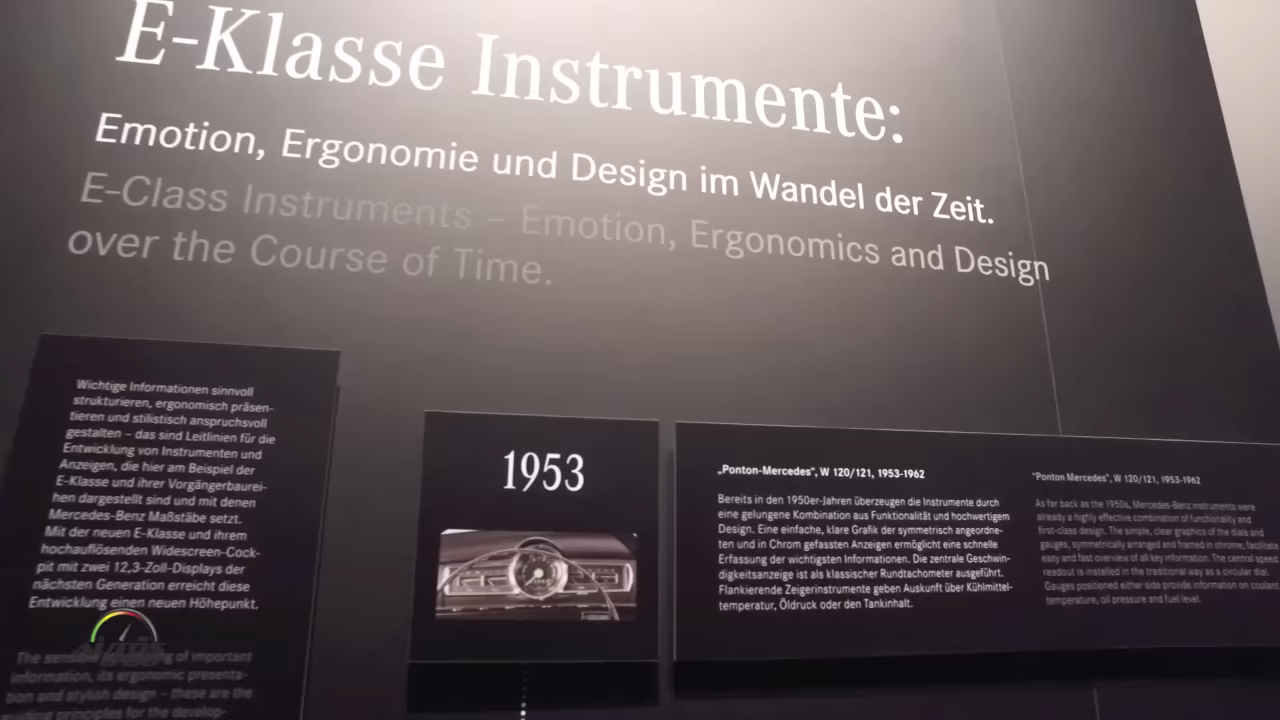 E-Klasse Instrumente:
Emotion, Ergonomie und Design im Wandel der Zeit.
E-Class Instruments – Emotion, Ergonomics and Design
over the Course of Time.
Wichtige Informationen sinnvoll
strukturieren, ergonomisch präsen-
tieren und stilistisch anspruchsvoll
gestalten – das sind Leitlinien für die
Entwicklung von Instrumenten und
Anzeigen, die hier am Beispiel der
E-Klasse und ihrer Vorgängerbaurei-
hen dargestellt sind und mit denen
Mercedes-Benz Maßstäbe setzt.
Mit der neuen E-Klasse und ihrem
hochauflösenden Widescreen-Cock-
pit mit zwei 12,3-Zoll-Displays der
nächsten Generation erreicht diese
Entwicklung einen neuen Höhepunkt.
The of important
information, its ergonomic presenta-
tion and stylish design – these are the
guiding principles for the develop-
1953
„Ponton-Mercedes“, W 120/121, 1953-1962
Bereits in den 1950er-Jahren überzeugen die Instrumente durch
eine gelungene Kombination aus Funktionalität und hochwertigem
Design. Eine einfache, klare Grafik der symmetrisch angeordne-
ten und in Chrom gefassten Anzeigen ermöglicht eine schnelle
Erfassung der wichtigsten Informationen. Die zentrale Geschwin-
digkeitsanzeige ist als klassischer Rundtachometer ausgeführt.
Flankierende Zeigerinstrumente geben Auskunft über Kühlmittel-
temperatur, Öldruck oder den Tankinhalt.
"Ponton Mercedes", W 120/121, 1953-1962
As far back as the 1950s, Mercedes-Benz instruments were
already a highly effective combination of functionality and
first-class design. The simple, clear graphics of the dials and
gauges, symmetrically arranged and framed in chrome, facilitate
easy and fast overview of all key information. The central speed
readout is installed in the traditional way as a circular dial.
Gauges positioned either side provide information on coolant
temperature, oil pressure and fuel level.